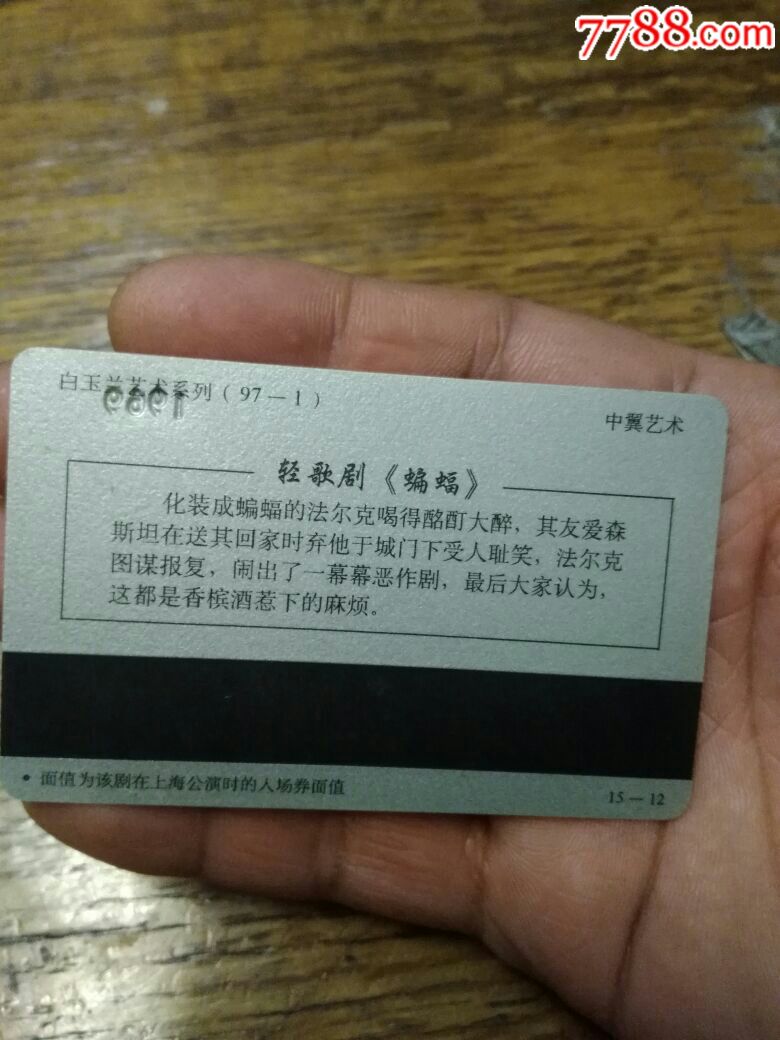 7788.com
白玉兰艺术系列（97－1）
中翼艺术
轻歌剧《蝙蝠》
化装成蝙蝠的法尔克喝得酩酊大醉，其友爱森
斯坦在送其回家时弃他于城门下受人耻笑，法尔克
图谋报复，闹出了一幕幕恶作剧，最后大家认为，
这都是香槟酒惹下的麻烦。
• 面值为该剧在上海公演时的入场券面值
15－12